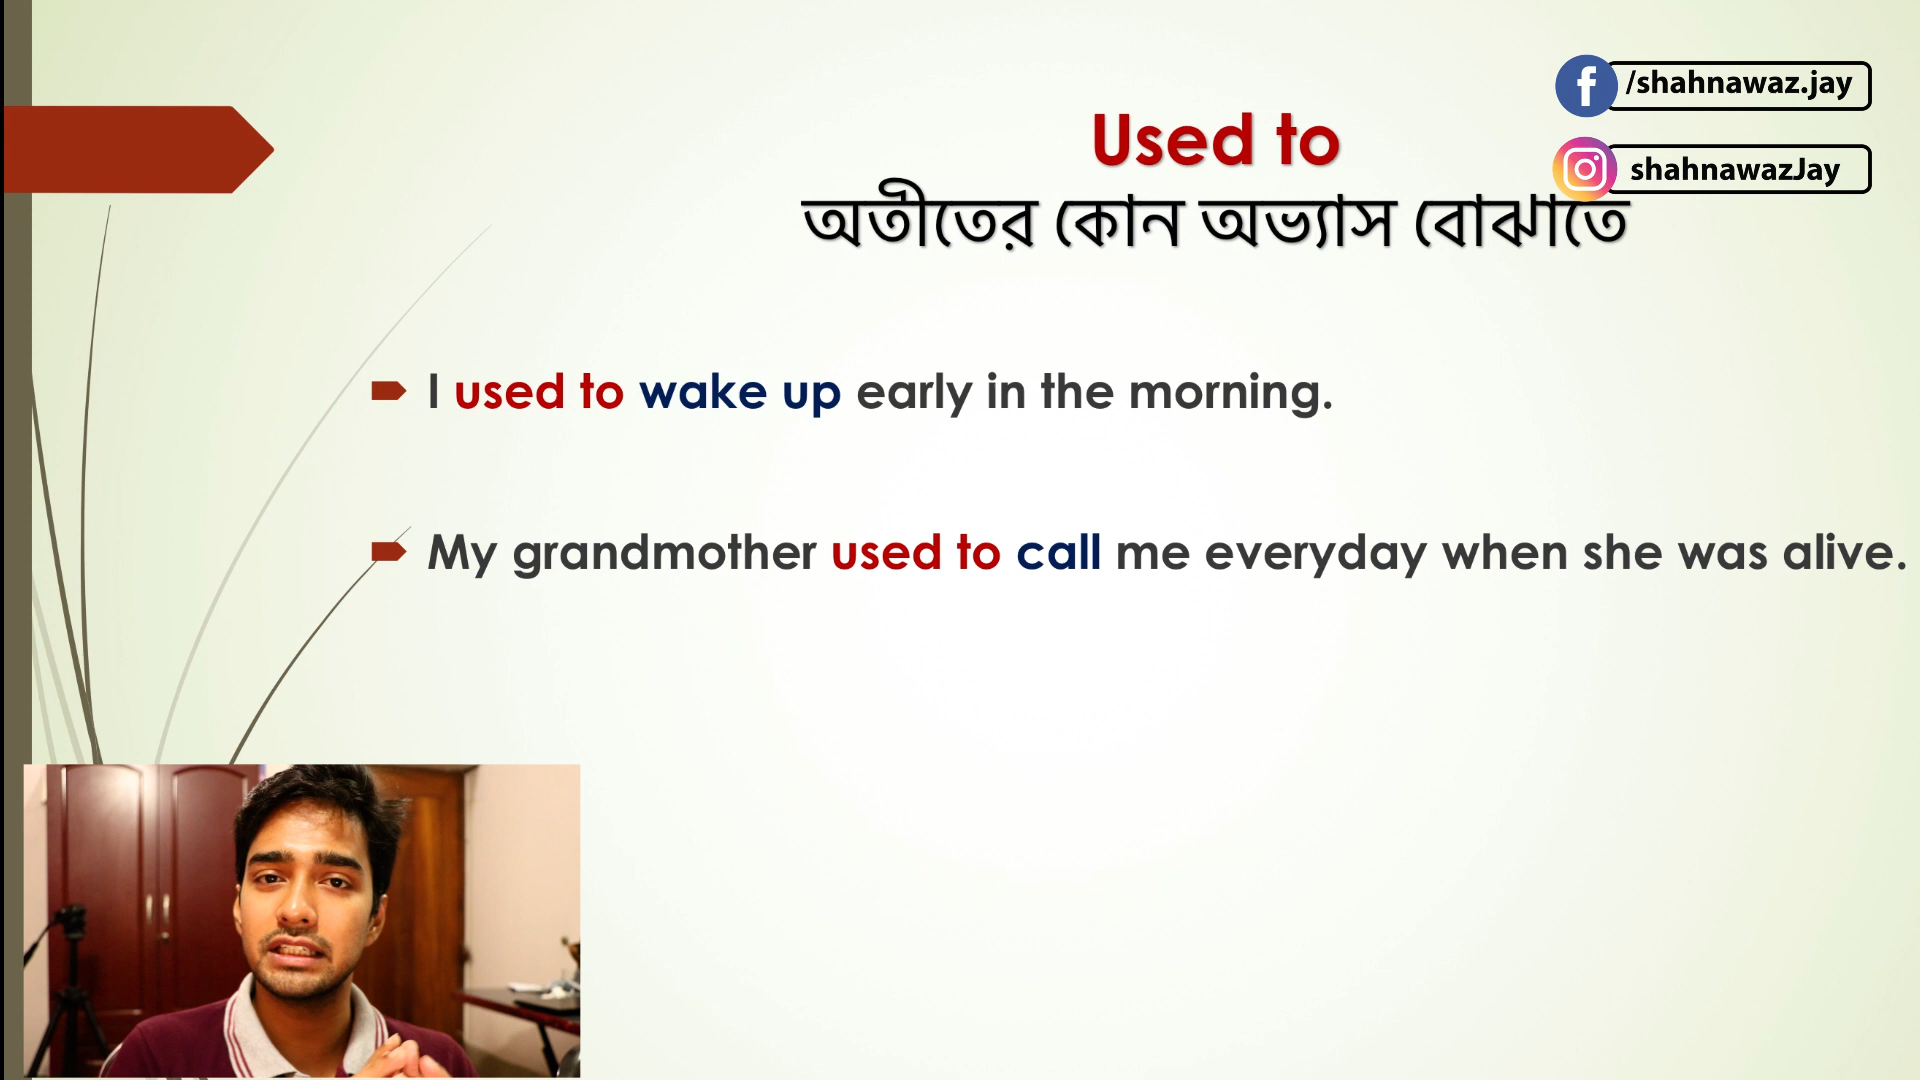 /shahnawaz.jay
shahnawazJay
Used to
অতীতের কোন অভ্যাস বোঝাতে
I used to wake up early in the morning.
My grandmother used to call me everyday when she was alive.